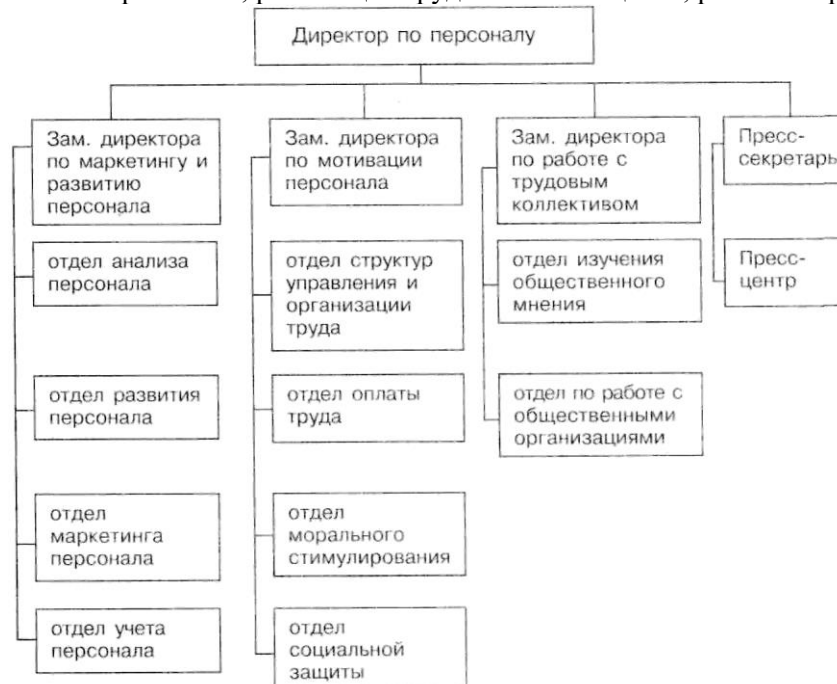 Директор по персоналу
Зам. директора
по маркетингу и
развитию
персонала
отдел анализа
персонала
отдел развития
персонала
отдел
маркетинга
персонала
отдел учета
персонала
Зам. директора
по мотивации
персонала
отдел структур
управления и
организации
труда
отдел оплаты
труда
отдел
морального
стимулирования
отдел
социальной
защиты
Зам. директора
по работе с
трудовым
коллективом
отдел изучения
общественного
мнения
отдел по работе с
общественными
организациями
Пресс-
секретарь
Пресс-
центр